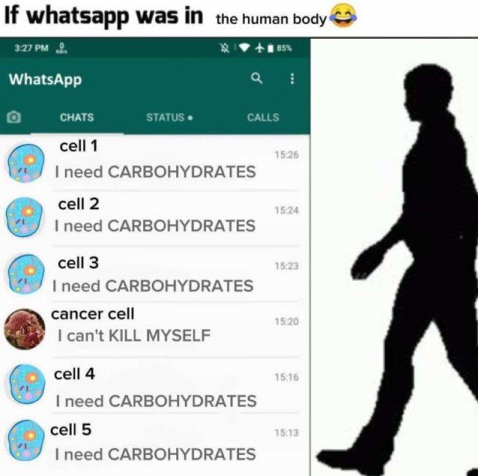 If whatsapp was in the human body😂
3:27 PM
85%
WhatsApp
CHATS
STATUS •
CALLS
cell 1
15:26
I need CARBOHYDRATES
cell 2
15:24
I need CARBOHYDRATES
cell 3
15:23
I need CARBOHYDRATES
cancer cell
15:20
I can't KILL MYSELF
cell 4
15:16
I need CARBOHYDRATES
cell 5
15:13
I need CARBOHYDRATES